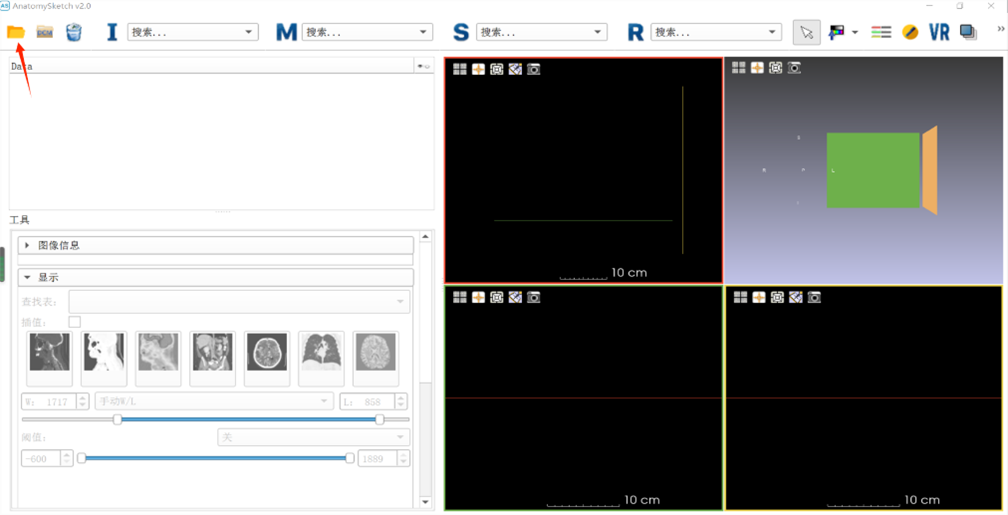 AS AnatomySketch v2.0
DCM I 搜索... M 搜索... S 搜索... R 搜索... VR »
Data
工具
图像信息
显示
查找表:
插值:
W: 1717 手动W/L L: 858
阈值: 关
-600 1889
10 cm
10 cm
10 cm